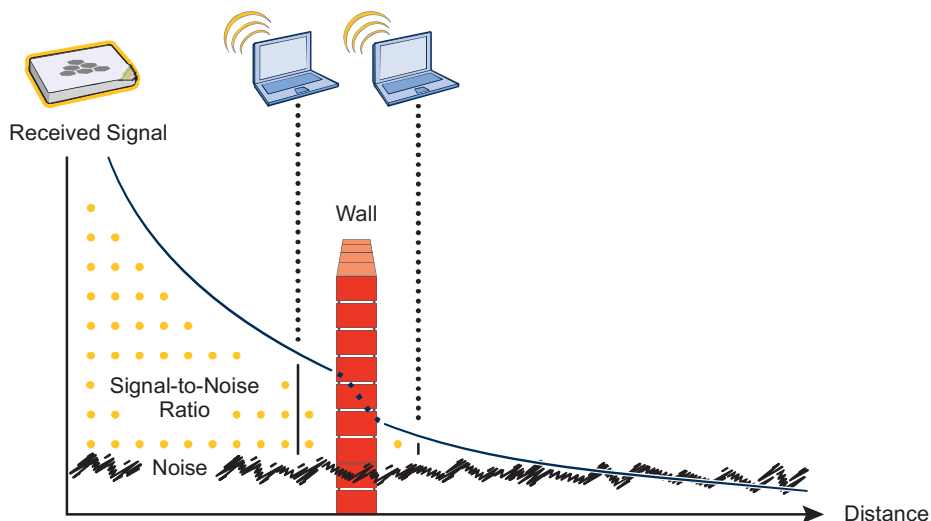 Received Signal
Wall
Signal-to-Noise
Ratio
Noise
Distance